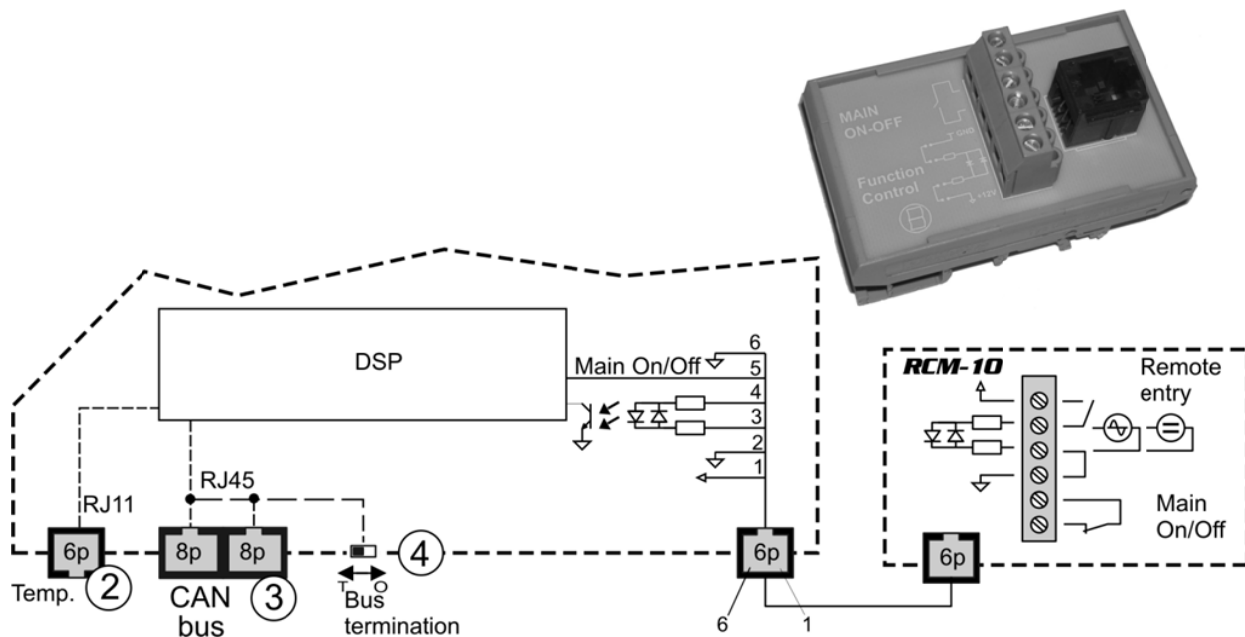 MAIN
ON-OFF
GND
Function
Control
+12V
DSP
Main On/Off
6
5
4
3
2
1
RCM-10
Remote
entry
Main
On/Off
RJ11
RJ45
6p
8p
8p
6p
6p
Temp.
2
CAN
bus
3
T
O
Bus
termination
4
6
1